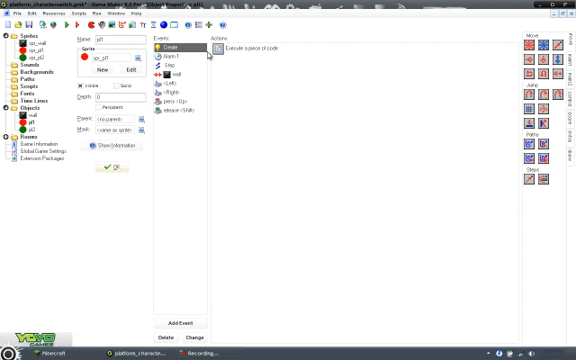 platform_characterswitch.gmk* - Game Maker 8.0 Pro - [Object Properties: pl1]
File Edit Resources Scripts Run Window Help
Sprites
spr_wall
spr_pl1
spr_pl2
Sounds
Backgrounds
Paths
Scripts
Fonts
Time Lines
Objects
wall
pl1
pl2
Rooms
Game Information
Global Game Settings
Extension Packages
Name: pl1
Sprite
spr_pl1
New Edit
Visible Solid
Depth: 0
Persistent
Parent: <no parent>
Mask: <same as sprite>
Show Information
OK
Events:
Create
Alarm 1
Step
wall
<Left>
<Right>
press <Up>
release <Shift>
Add Event
Delete Change
Actions:
Execute a piece of code
Move
Jump
Paths
Steps
move
main1
main2
control
score
extra
draw
YOYO
GAMES
Minecraft
platform_characte...
Recording...